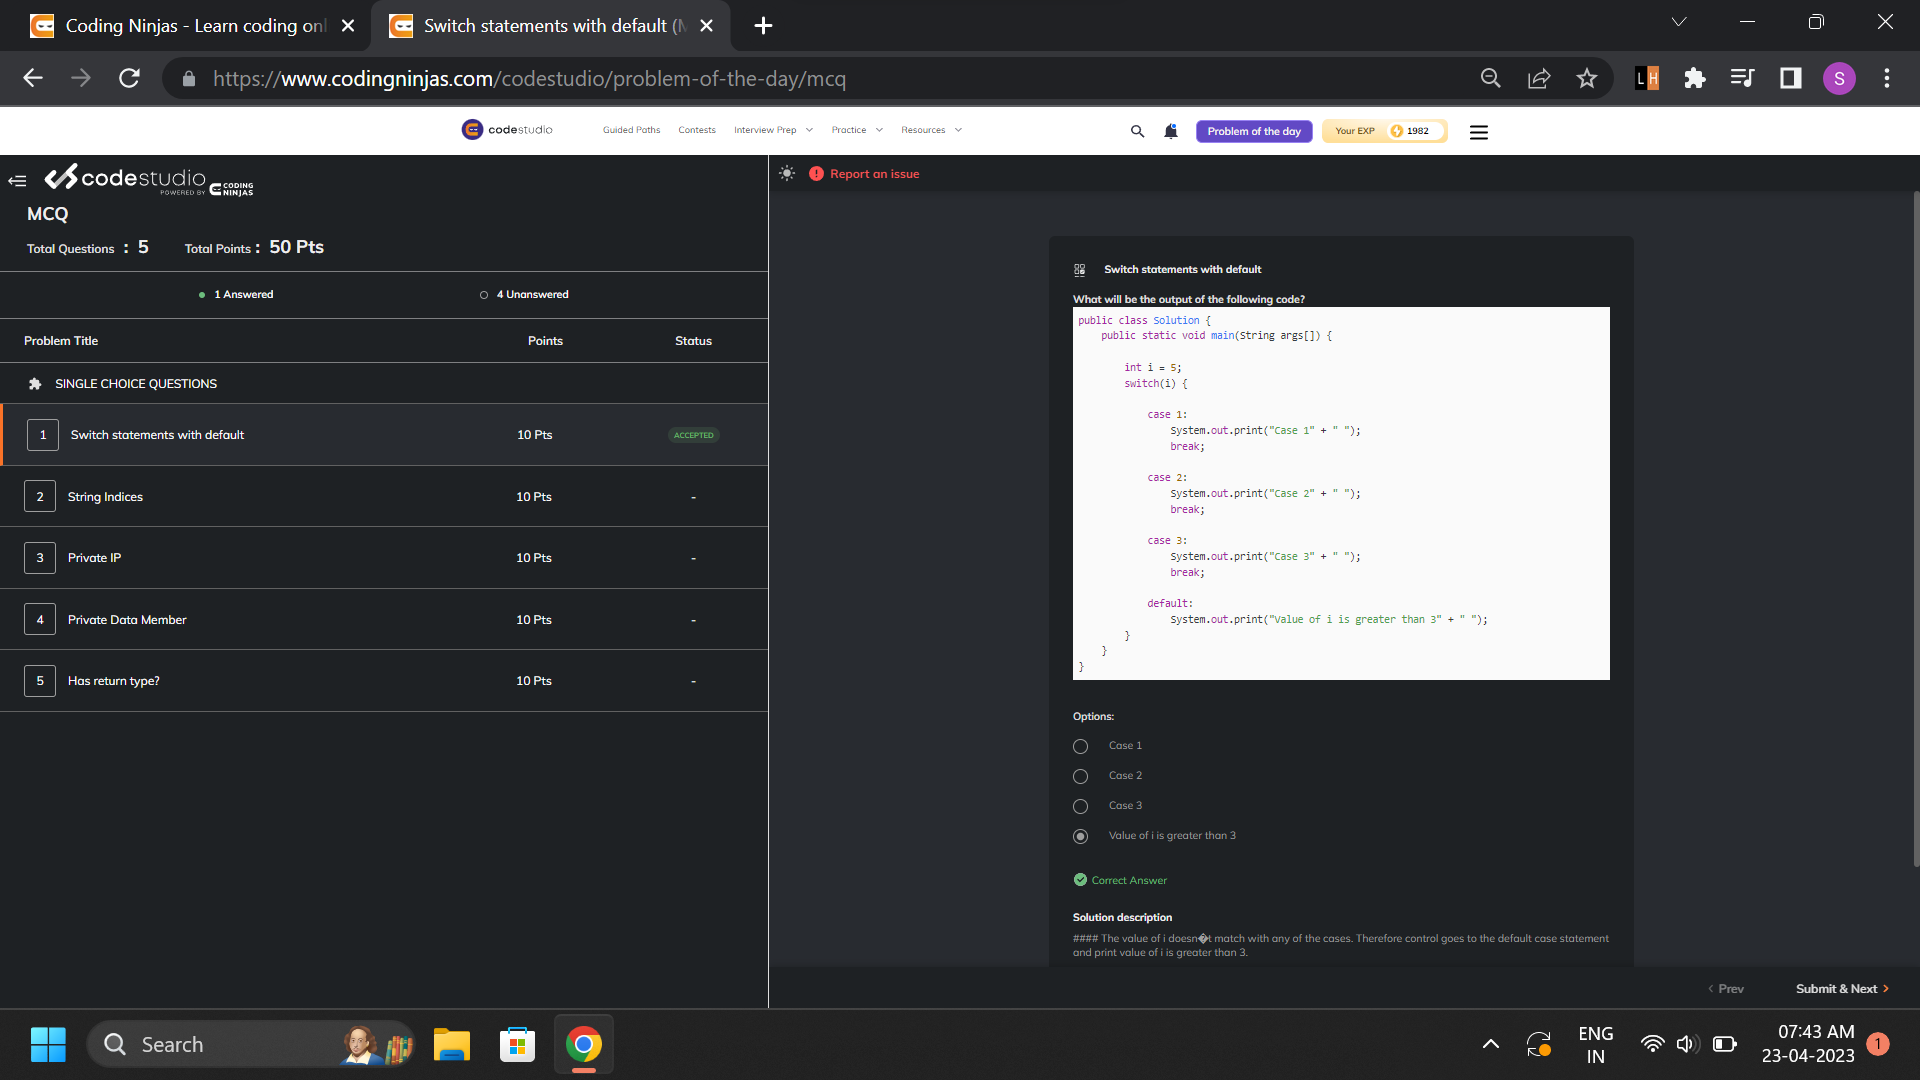 Coding Ninjas - Learn coding onl
Switch statements with default (M
https://www.codingninjas.com/codestudio/problem-of-the-day/mcq
LH
S
codestudio
Guided Paths
Contests
Interview Prep
Practice
Resources
Problem of the day
Your EXP
1982
codestudio
POWERED BY
CODING NINJAS
Report an issue
MCQ
Total Questions : 5
Total Points : 50 Pts
1 Answered
4 Unanswered
Problem Title
Points
Status
SINGLE CHOICE QUESTIONS
1 Switch statements with default 10 Pts ACCEPTED
2 String Indices 10 Pts -
3 Private IP 10 Pts -
4 Private Data Member 10 Pts -
5 Has return type? 10 Pts -
Switch statements with default
What will be the output of the following code?
public class Solution {
public static void main(String args[]) {
int i = 5;
switch(i) {
case 1:
System.out.print("Case 1" + " ");
break;
case 2:
System.out.print("Case 2" + " ");
break;
case 3:
System.out.print("Case 3" + " ");
break;
default:
System.out.print("Value of i is greater than 3" + " ");
}
}
}
Options:
Case 1
Case 2
Case 3
Value of i is greater than 3
Correct Answer
Solution description
#### The value of i doesn�t match with any of the cases. Therefore control goes to the default case statement
and print value of i is greater than 3.
Prev
Submit & Next
Search
ENG
IN
07:43 AM
23-04-2023
1